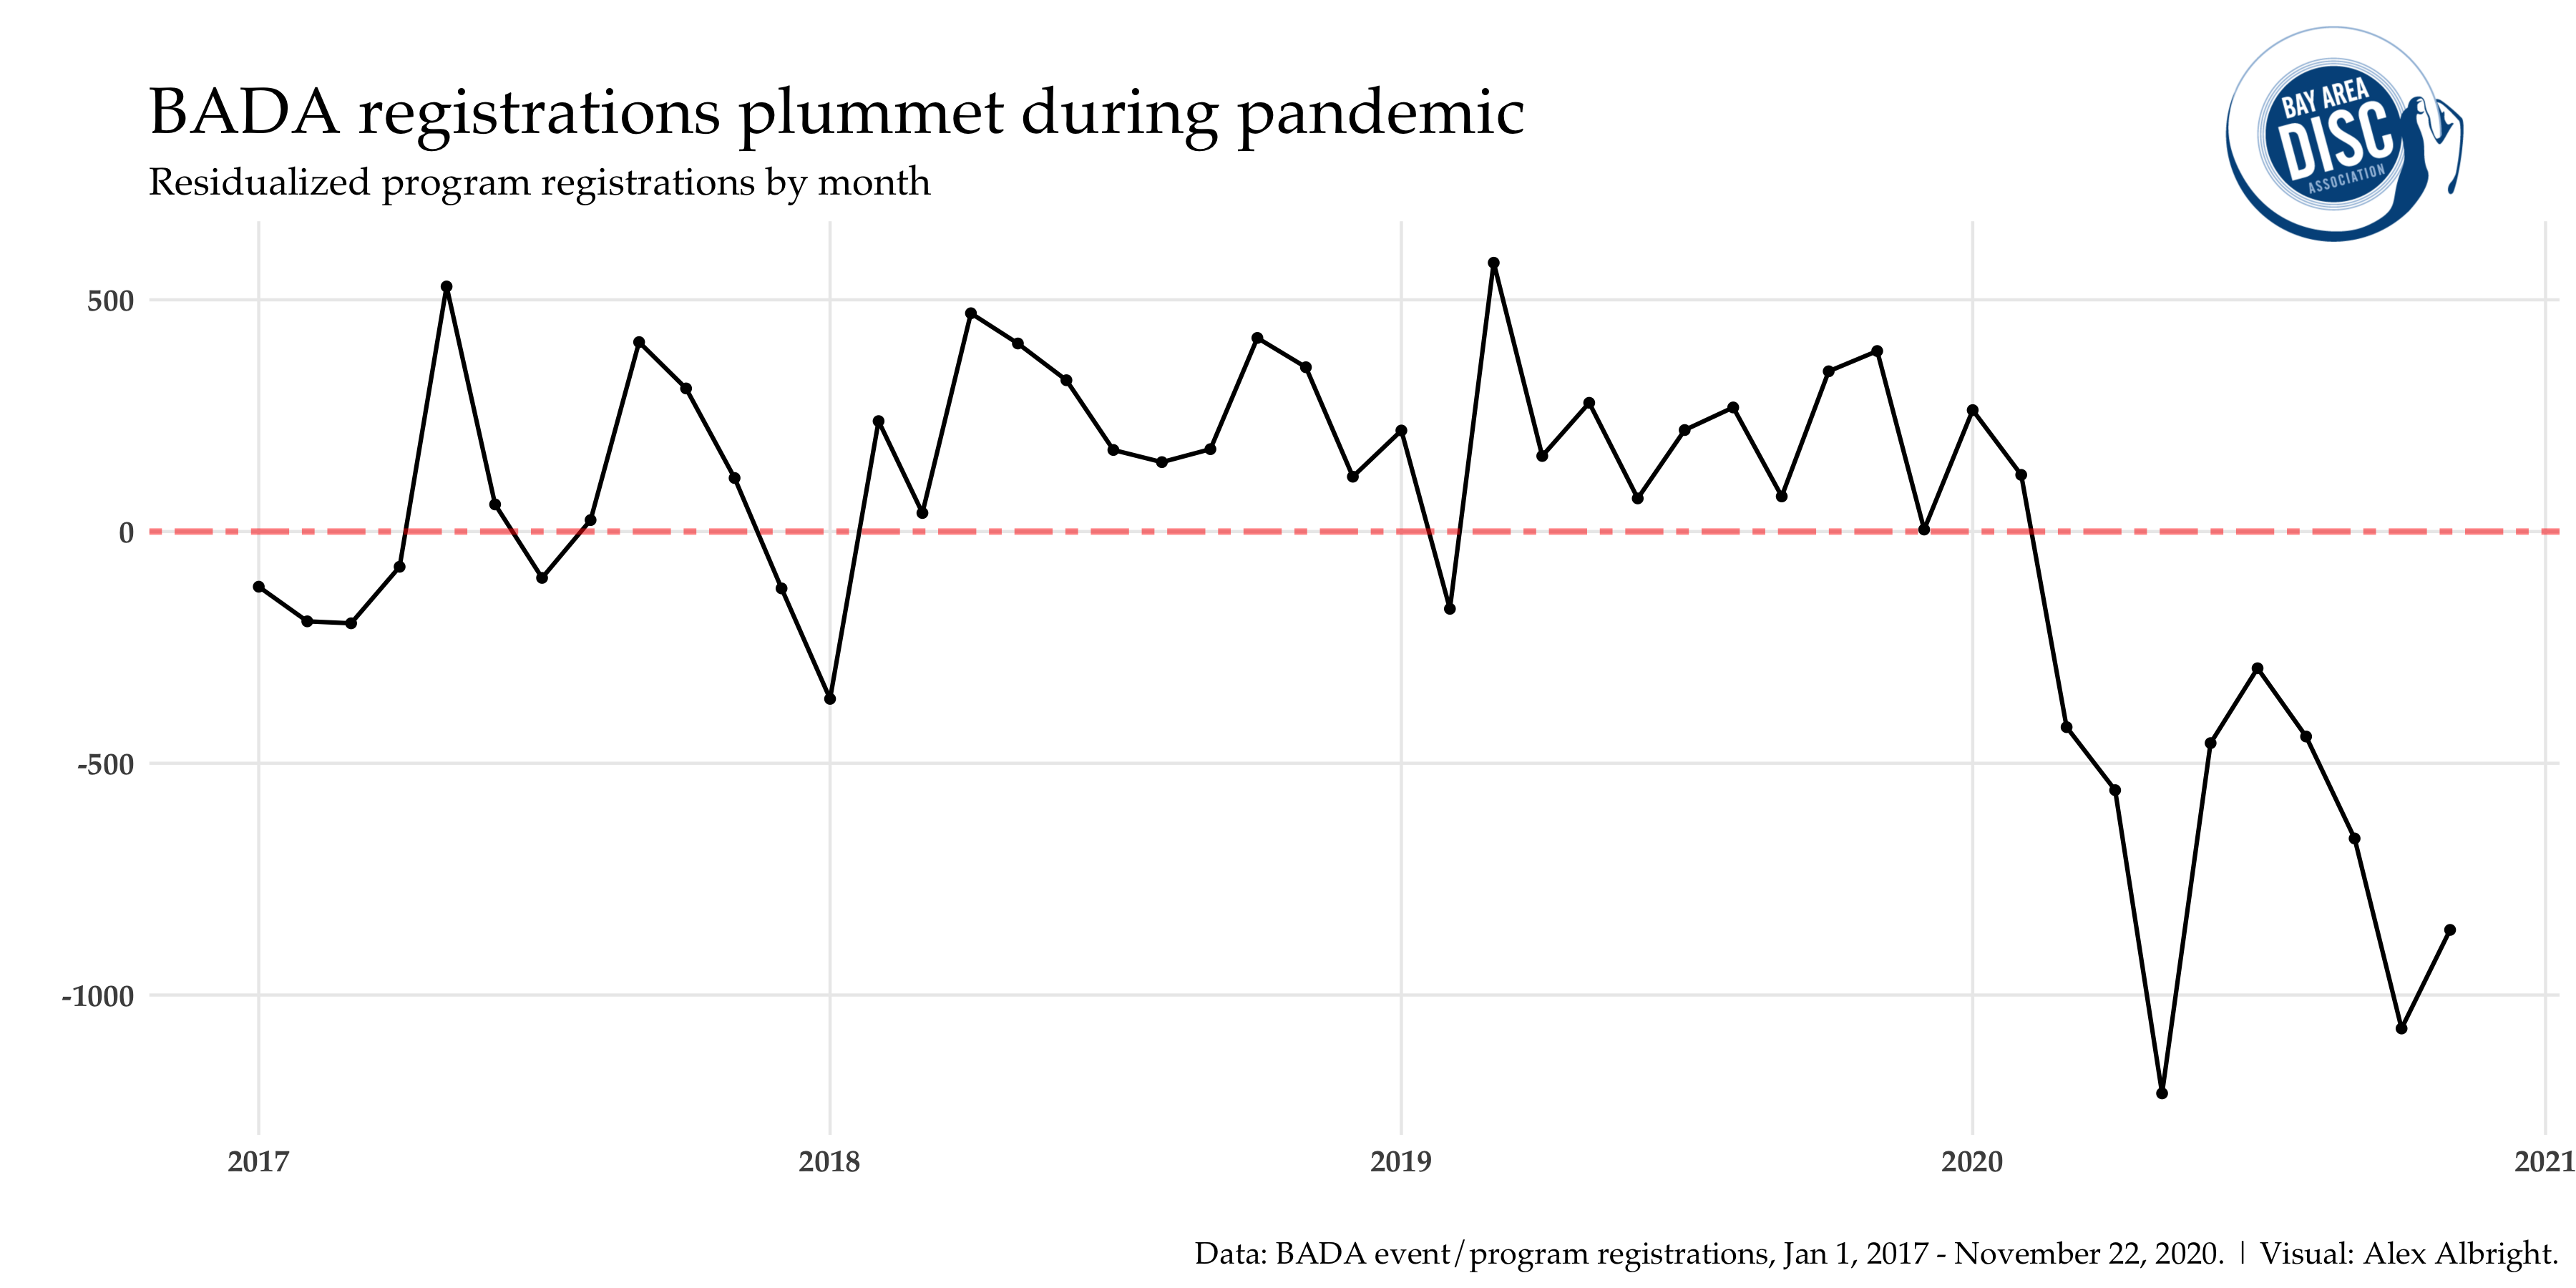 BADA registrations plummet during pandemic
Residualized program registrations by month
BAY AREA
DISC
ASSOCIATION
500
0
-500
-1000
2017 2018 2019 2020 2021
Data: BADA event/program registrations, Jan 1, 2017 - November 22, 2020. | Visual: Alex Albright.